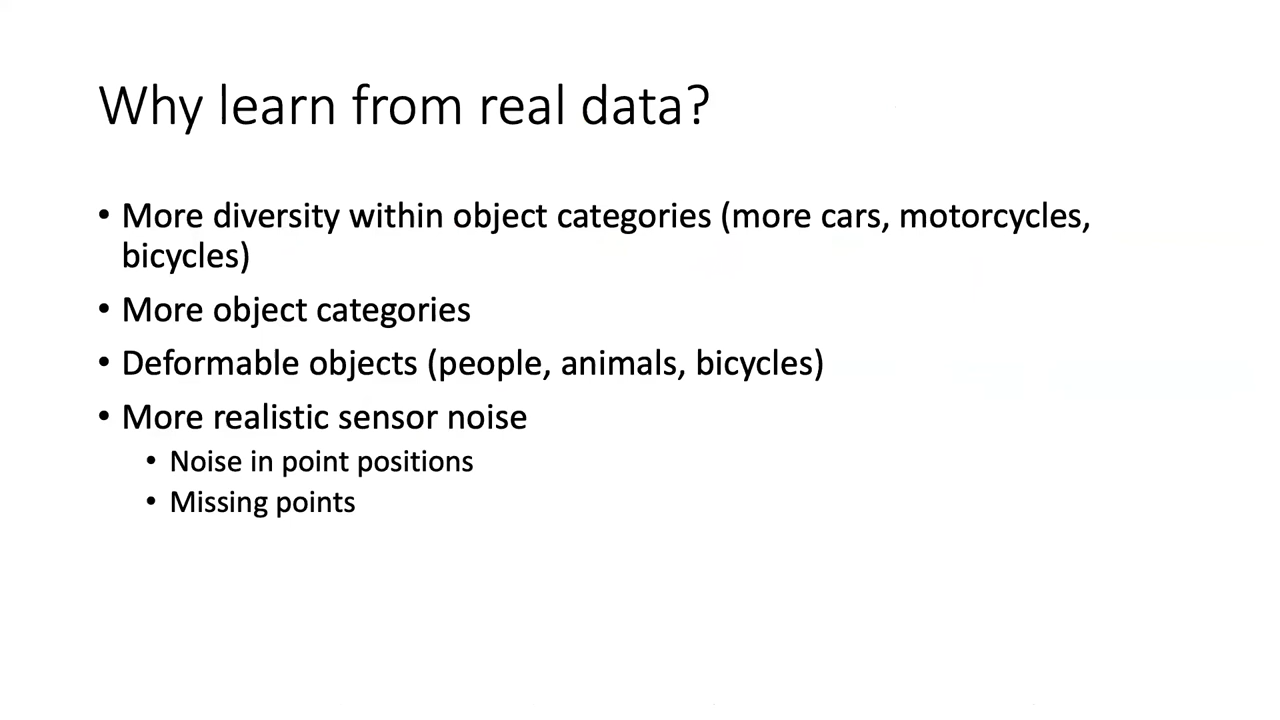 Why learn from real data?
• More diversity within object categories (more cars, motorcycles,
bicycles)
• More object categories
• Deformable objects (people, animals, bicycles)
• More realistic sensor noise
• Noise in point positions
• Missing points